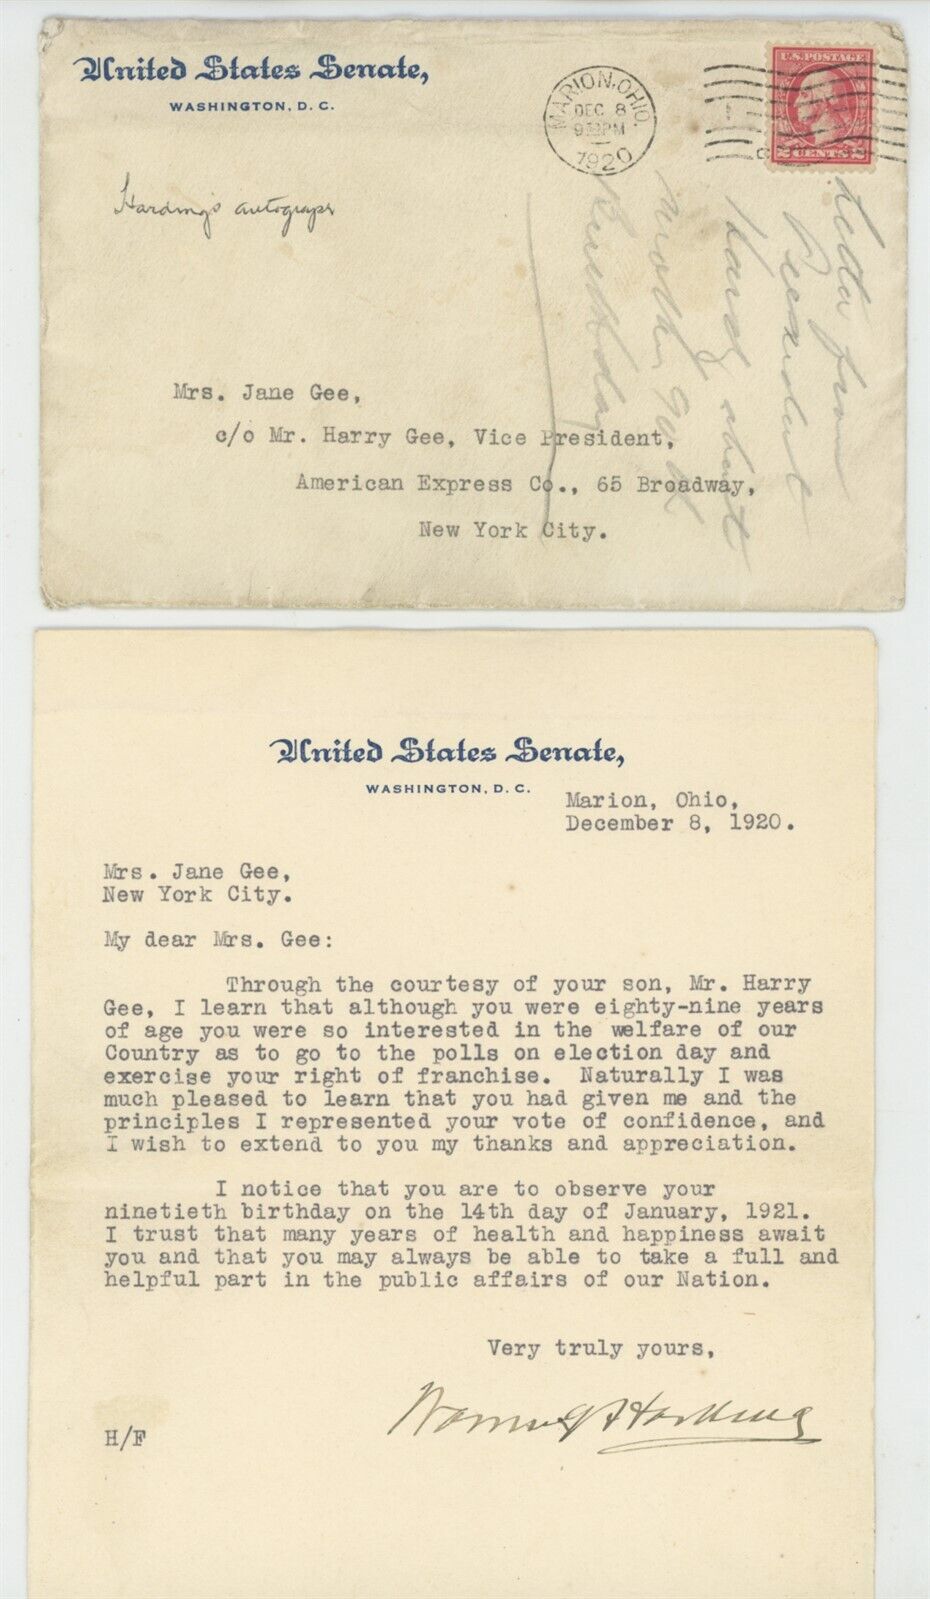 United States Senate,
WASHINGTON, D. C.
MARION, OHIO.
DEC 8
PM
1920
U.S. POSTAGE
2 CENTS 2
Harding's autograph
Letter from
President
Harding about
Mother's 90th
Birthday
Mrs. Jane Gee,
c/o Mr. Harry Gee, Vice President,
American Express Co., 65 Broadway,
New York City.
United States Senate,
WASHINGTON, D. C.
Marion, Ohio,
December 8, 1920.
Mrs. Jane Gee,
New York City.
My dear Mrs. Gee:
Through the courtesy of your son, Mr. Harry
Gee, I learn that although you were eighty-nine years
of age you were so interested in the welfare of our
Country as to go to the polls on election day and
exercise your right of franchise. Naturally I was
much pleased to learn that you had given me and the
principles I represented your vote of confidence, and
I wish to extend to you my thanks and appreciation.
I notice that you are to observe your
ninetieth birthday on the 14th day of January, 1921.
I trust that many years of health and happiness await
you and that you may always be able to take a full and
helpful part in the public affairs of our Nation.
Very truly yours,
Warren G Harding
H/F